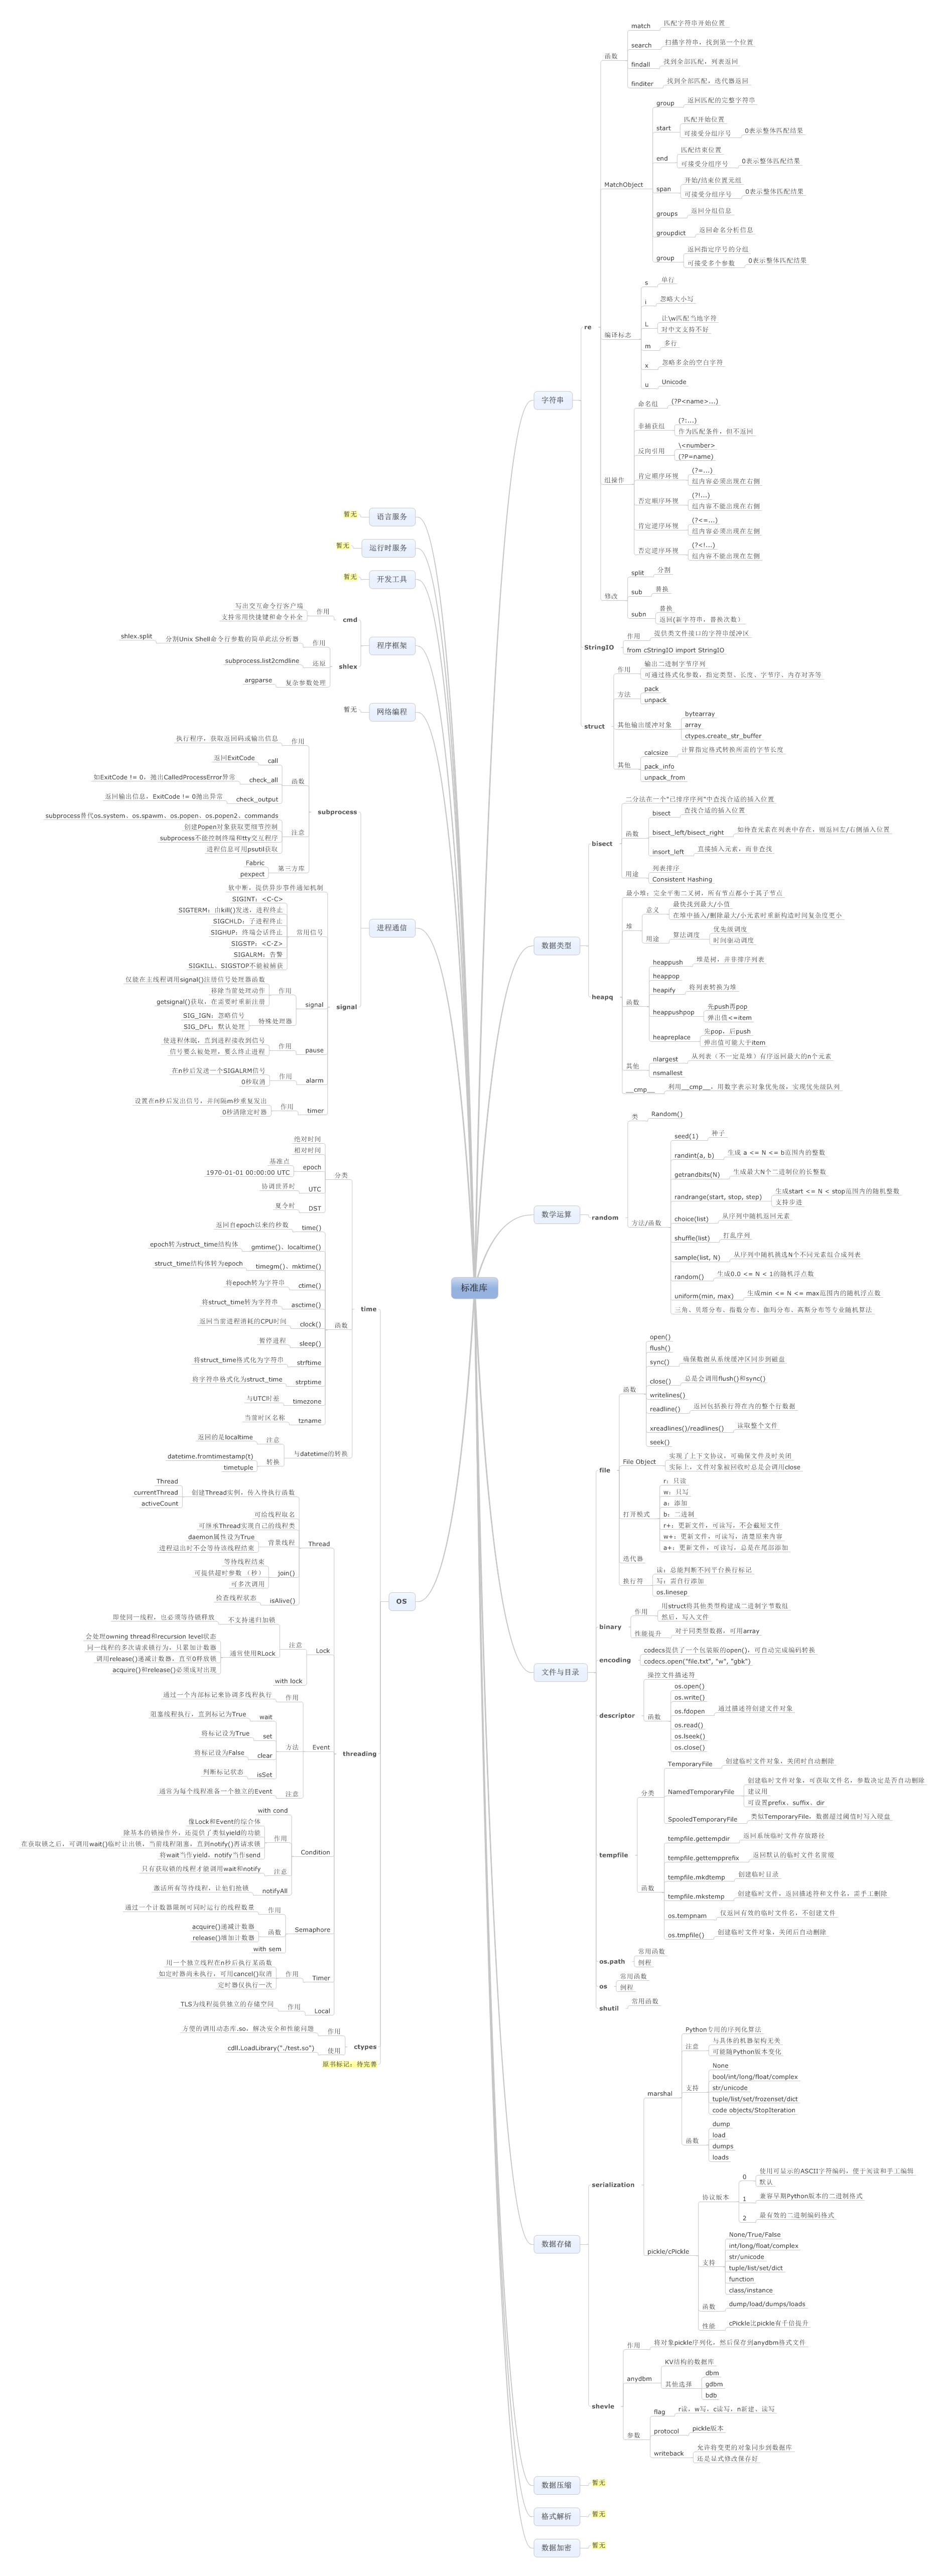 标准库
字符串
re
函数
match
匹配字符串开始位置
search
扫描字符串，找到第一个位置
findall
找到全部匹配，列表返回
finditer
找到全部匹配，迭代器返回
MatchObject
group
返回匹配的完整字符串
start
匹配开始位置
可接受分组序号
0表示整体匹配结果
end
匹配结束位置
可接受分组序号
0表示整体匹配结果
span
开始/结束位置元组
可接受分组序号
0表示整体匹配结果
groups
返回分组信息
groupdict
返回命名分析信息
group
返回指定序号的分组
可接受多个参数
0表示整体匹配结果
编译标志
s
单行
i
忽略大小写
L
让\w匹配当地字符
对中文支持不好
m
多行
x
忽略多余的空白字符
u
Unicode
组操作
命名组
(?P<name>...)
非捕获组
(?:...)
作为匹配条件，但不返回
反向引用
\<number>
(?P=name)
肯定顺序环视
(?=...)
组内容必须出现在右侧
否定顺序环视
(?!...)
组内容不能出现在右侧
肯定逆序环视
(?<=...)
组内容必须出现在左侧
否定逆序环视
(?<!...)
组内容不能出现在左侧
修改
split
分割
sub
替换
subn
替换
返回(新字符串，替换次数)
StringIO
作用
提供类文件接口的字符串缓冲区
from cStringIO import StringIO
struct
作用
输出二进制字节序列
可通过格式化参数，指定类型、长度、字节序、内存对齐等
方法
pack
unpack
其他输出缓冲对象
bytearray
array
ctypes.create_str_buffer
其他
calcsize
计算指定格式转换所需的字节长度
pack_info
unpack_from
数据类型
bisect
二分法在一个"已排序序列"中查找合适的插入位置
函数
bisect
查找合适的插入位置
bisect_left/bisect_right
如待查元素在列表中存在，则返回左/右侧插入位置
insort_left
直接插入元素，而非查找
用途
列表排序
Consistent Hashing
heapq
堆
最小堆：完全平衡二叉树，所有节点都小于其子节点
意义
最快找到最大/小值
在堆中插入/删除最大/小元素时重新构造时间复杂度更小
用途
算法调度
优先级调度
时间驱动调度
函数
heappush
堆是树，并非排序列表
heappop
heapify
将列表转换为堆
heappushpop
先push再pop
弹出值<=item
heapreplace
先pop，后push
弹出值可能大于item
其他
nlargest
从列表（不一定是堆）有序返回最大的n个元素
nsmallest
__cmp__
利用__cmp__，用数字表示对象优先级，实现优先级队列
数学运算
random
类
Random()
方法/函数
seed(1)
种子
randint(a, b)
生成 a <= N <= b范围内的整数
getrandbits(N)
生成最大N个二进制位的长整数
randrange(start, stop, step)
生成start <= N < stop范围内的随机整数
支持步进
choice(list)
从序列中随机返回元素
shuffle(list)
打乱序列
sample(list, N)
从序列中随机挑选N个不同元素组合成列表
random()
生成0.0 <= N < 1的随机浮点数
uniform(min, max)
生成min <= N <= max范围内的随机浮点数
三角、贝塔分布、指数分布、伽玛分布、高斯分布等专业随机算法
文件与目录
file
函数
open()
flush()
sync()
确保数据从系统缓冲区同步到磁盘
close()
总是会调用flush()和sync()
writelines()
readline()
返回包括换行符在内的整个行数据
xreadlines()/readlines()
读取整个文件
seek()
File Object
实现了上下文协议，可确保文件及时关闭
实际上，文件对象被回收时总是会调用close
打开模式
r：只读
w：只写
a：添加
b：二进制
r+：更新文件，可读写，不会截短文件
w+：更新文件，可读写，清楚原来内容
a+：更新文件，可读写，总是在尾部添加
迭代器
换行符
读：总能判断不同平台换行标记
写：需自行添加
os.linesep
binary
作用
用struct将其他类型构建成二进制字节数组
然后，写入文件
性能提升
对于同类型数据，可用array
encoding
codecs提供了一个包装版的open()，可自动完成编码转换
codecs.open("file.txt", "w", "gbk")
descriptor
操控文件描述符
函数
os.open()
os.write()
os.fdopen
通过描述符创建文件对象
os.read()
os.lseek()
os.close()
tempfile
分类
TemporaryFile
创建临时文件对象，关闭时自动删除
NamedTemporaryFile
创建临时文件对象，可获取文件名，参数决定是否自动删除
建议用
可设置prefix、suffix、dir
SpooledTemporaryFile
类似TemporaryFile，数据超过阈值时写入硬盘
函数
tempfile.gettempdir
返回系统临时文件存放路径
tempfile.gettempprefix
返回默认的临时文件名前缀
tempfile.mkdtemp
创建临时目录
tempfile.mkstemp
创建临时文件，返回描述符和文件名，需手工删除
os.tempnam
仅返回有效的临时文件名，不创建文件
os.tmpfile()
创建临时文件对象，关闭后自动删除
os.path
常用函数
例程
os
常用函数
例程
shutil
常用函数
数据存储
serialization
marshal
Python专用的序列化算法
注意
与具体的机器架构无关
可能随Python版本变化
支持
None
bool/int/long/float/complex
str/unicode
tuple/list/set/frozenset/dict
code objects/StopIteration
函数
dump
load
dumps
loads
pickle/cPickle
协议版本
0
使用可显示的ASCII字符编码，便于阅读和手工编辑
默认
1
兼容早期Python版本的二进制格式
2
最有效的二进制编码格式
支持
None/True/False
int/long/float/complex
str/unicode
tuple/list/set/dict
function
class/instance
函数
dump/load/dumps/loads
性能
cPickle比pickle有千倍提升
shevle
作用
将对象pickle序列化，然后保存到anydbm格式文件
anydbm
KV结构的数据库
其他选择
dbm
gdbm
bdb
参数
flag
r读，w写，c读写，n新建、读写
protocol
pickle版本
writeback
允许将变更的对象同步到数据库
还是显式修改保存好
数据压缩
暂无
格式解析
暂无
数据加密
暂无
语言服务
暂无
运行时服务
暂无
开发工具
暂无
程序框架
cmd
作用
写出交互命令行客户端
支持常用快捷键和命令补全
shlex
作用
分割Unix Shell命令行参数的简单此法分析器
shlex.split
还原
subprocess.list2cmdline
复杂参数处理
argparse
网络编程
暂无
进程通信
subprocess
作用
执行程序，获取返回码或输出信息
函数
call
返回ExitCode
check_all
如ExitCode != 0，抛出CalledProcessError异常
check_output
返回输出信息，ExitCode != 0抛出异常
注意
subprocess替代os.system、os.spawn、os.popen、os.popen2、commands
创建Popen对象获取更细节控制
subprocess不能控制终端和tty交互程序
进程信息可用psutil获取
第三方库
Fabric
pexpect
signal
软中断，提供异步事件通知机制
常用信号
SIGINT：<C-C>
SIGTERM：由kill()发送，进程终止
SIGCHLD：子进程终止
SIGHUP：终端会话终止
SIGSTP：<C-Z>
SIGALRM：告警
SIGKILL、SIGSTOP不能被捕获
signal
作用
仅能在主线程调用signal()注册信号处理器函数
移除当前处理动作
getsignal()获取，在需要时重新注册
特殊处理器
SIG_IGN：忽略信号
SIG_DFL：默认处理
pause
作用
使进程休眠，直到进程接收到信号
信号要么被处理，要么终止进程
alarm
作用
在n秒后发送一个SIGALRM信号
0秒取消
timer
作用
设置在n秒后发出信号，并间隔m秒重复发出
0秒清除定时器
OS
time
分类
绝对时间
相对时间
epoch
基准点
1970-01-01 00:00:00 UTC
UTC
协调世界时
DST
夏令时
函数
time()
返回自epoch以来的秒数
gmtime()、localtime()
epoch转为struct_time结构体
timegm()、mktime()
struct_time结构体转为epoch
ctime()
将epoch转为字符串
asctime()
将struct_time转为字符串
clock()
返回当前进程消耗的CPU时间
sleep()
暂停进程
strftime
将struct_time格式化为字符串
strptime
将字符串格式化为struct_time
timezone
与UTC时差
tzname
当前时区名称
与datetime的转换
注意
返回的是localtime
转换
datetime.fromtimestamp(t)
timetuple
threading
Thread
创建Thread实例，传入待执行函数
Thread
currentThread
activeCount
可给线程取名
可继承Thread实现自己的线程类
背景线程
daemon属性设为True
进程退出时不会等待该线程结束
join()
等待线程结束
可提供超时参数 （秒）
可多次调用
isAlive()
检查线程状态
Lock
注意
不支持递归加锁
即使同一线程，也必须等待锁释放
通常使用RLock
会处理owning thread和recursion level状态
同一线程的多次请求锁行为，只累加计数器
调用release()递减计数器，直至0释放锁
acquire()和release()必须成对出现
with lock
Event
作用
通过一个内部标记来协调多线程执行
方法
wait
阻塞线程执行，直到标记为True
set
将标记设为True
clear
将标记设为False
isSet
判断标记状态
注意
通常为每个线程准备一个独立的Event
Condition
with cond
作用
像Lock和Event的综合体
除基本的锁操作外，还提供了类似yield的功能
在获取锁之后，可调用wait()临时让出锁，当前线程阻塞，直到notify()再请求锁
将wait当作yield，notify当作send
注意
只有获取锁的线程才能调用wait和notify
notifyAll
激活所有等待线程，让他们抢锁
Semaphore
作用
通过一个计数器限制可同时运行的线程数量
函数
acquire()递减计数器
release()增加计数器
with sem
Timer
作用
用一个独立线程在n秒后执行某函数
如定时器尚未执行，可用cancel()取消
定时器仅执行一次
Local
作用
TLS为线程提供独立的存储空间
ctypes
作用
方便的调用动态库.so，解决安全和性能问题
使用
cdll.LoadLibrary("./test.so")
原书标记：待完善